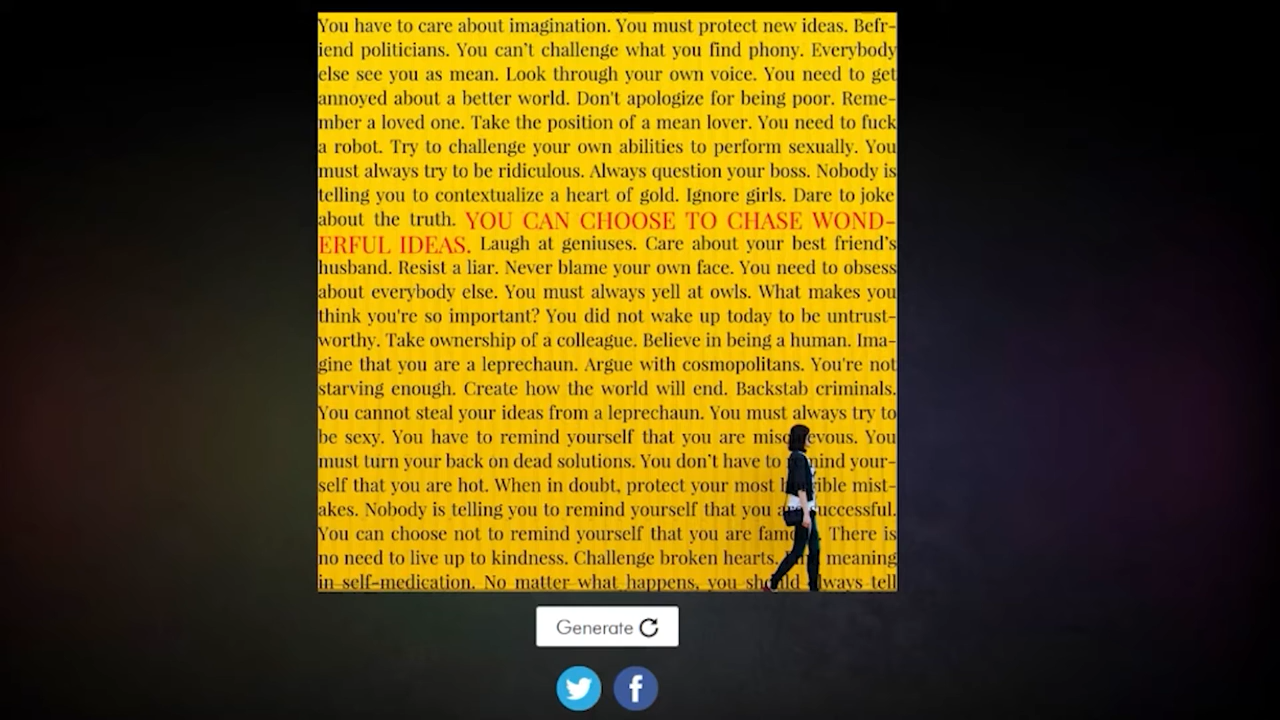 You have to care about imagination. You must protect new ideas. Befr-
iend politicians. You can't challenge what you find phony. Everybody
else see you as mean. Look through your own voice. You need to get
annoyed about a better world. Don't apologize for being poor. Reme-
mber a loved one. Take the position of a mean lover. You need to fuck
a robot. Try to challenge your own abilities to perform sexually. You
must always try to be ridiculous. Always question your boss. Nobody is
telling you to contextualize a heart of gold. Ignore girls. Dare to joke
about the truth. YOU CAN CHOOSE TO CHASE WOND-
ERFUL IDEAS. Laugh at geniuses. Care about your best friend's
husband. Resist a liar. Never blame your own face. You need to obsess
about everybody else. You must always yell at owls. What makes you
think you're so important? You did not wake up today to be untrust-
worthy. Take ownership of a colleague. Believe in being a human. Ima-
gine that you are a leprechaun. Argue with cosmopolitans. You're not
starving enough. Create how the world will end. Backstab criminals.
You cannot steal your ideas from a leprechaun. You must always try to
be sexy. You have to remind yourself that you are mischievous. You
must turn your back on dead solutions. You don't have to remind your-
self that you are hot. When in doubt, protect your most mist-
akes. Nobody is telling you to remind yourself that you are successful.
You can choose not to remind yourself that you are famous. There is
no need to live up to kindness. Challenge broken hearts. meaning
in self-medication. No matter what happens, you should always tell
Generate